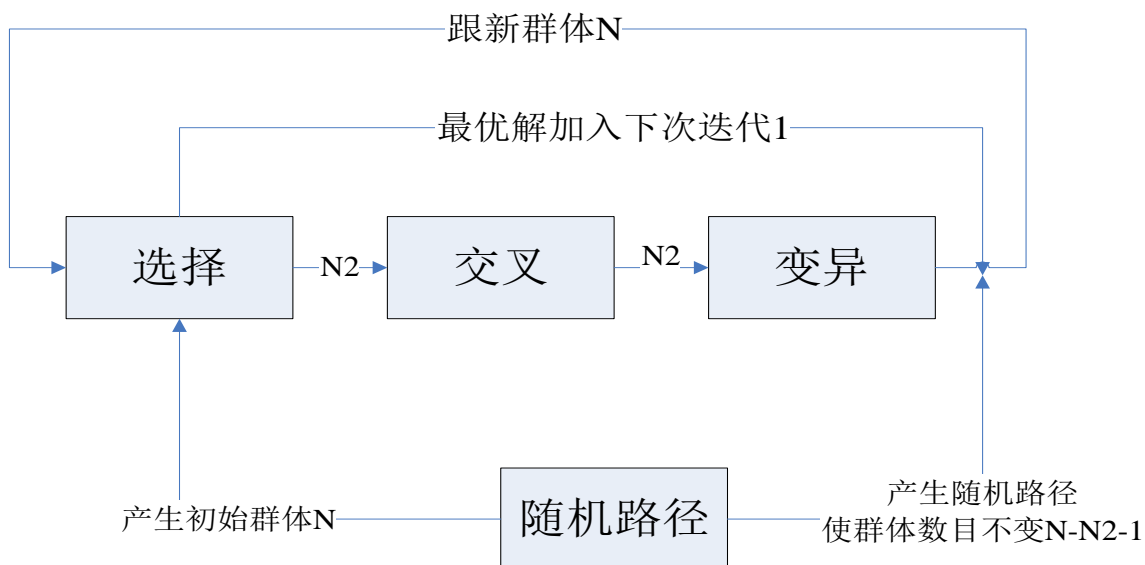 跟新群体N
最优解加入下次迭代1
选择
N2
交叉
N2
变异
产生初始群体N
随机路径
产生随机路径
使群体数目不变N-N2-1